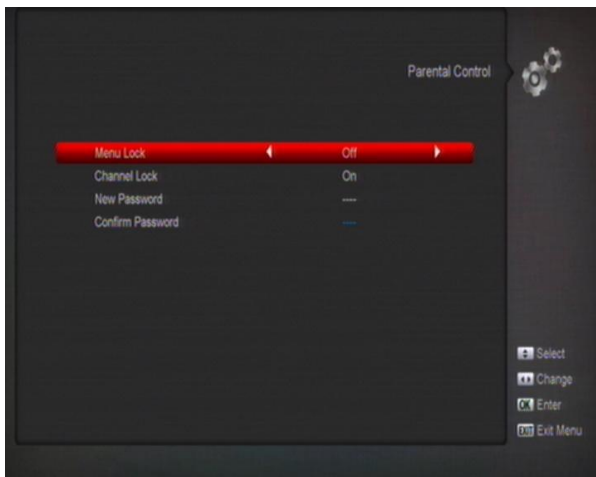 Parental Control
Menu Lock Off
Channel Lock On
New Password ----
Confirm Password ----
Select
Change
OK Enter
EXIT Exit Menu